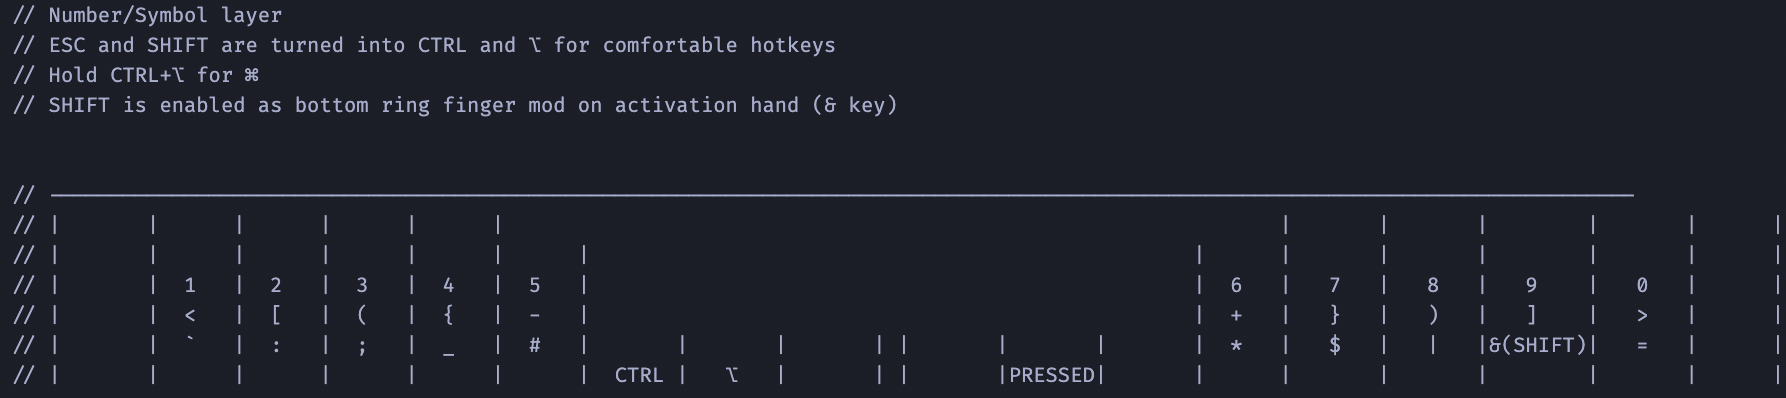 // Number/Symbol layer
// ESC and SHIFT are turned into CTRL and ⌥ for comfortable hotkeys
// Hold CTRL+⌥ for ⌘
// SHIFT is enabled as bottom ring finger mod on activation hand (& key)
// ─────────────────────────────────────────────────────────────────────────────────────────────────────────────────────────────────
// |       |      |      |      |      |                                                               |       |       |        |       |      |
// |       |      |      |      |      |      |                                                 |      |       |       |        |       |      |
// |       |  1   |  2   |  3   |  4   |  5   |                                                 |  6   |   7   |   8   |   9    |   0   |      |
// |       |  <   |  [   |  (   |  {   |  -   |                                                 |  +   |   }   |   )   |   ]    |   >   |      |
// |       |  `   |  :   |  ;   |  _   |  #   |       |       |       | |       |       |       |  *   |   $   |   |   |&(SHIFT)|   =   |      |
// |       |      |      |      |      |      |  CTRL |   ⌥   |       | |       |PRESSED|       |      |       |       |        |       |      |